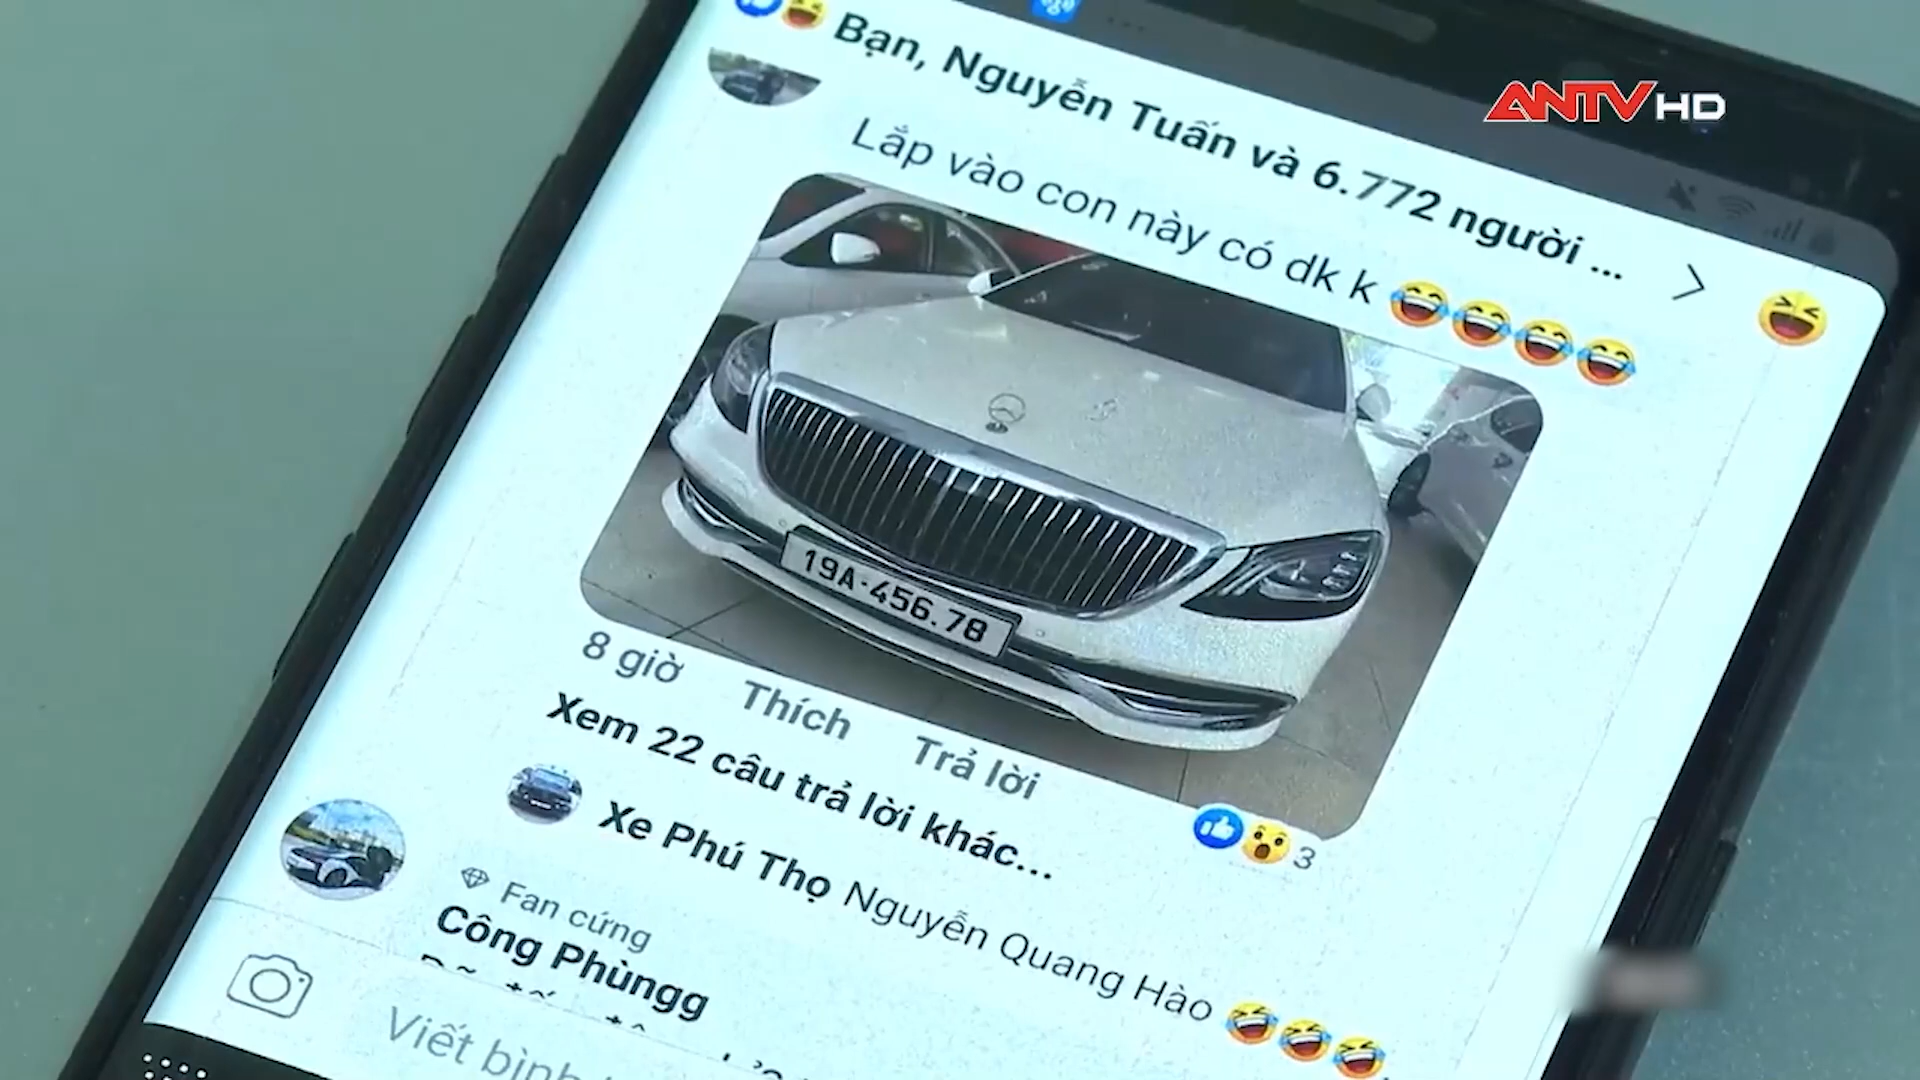 Bạn, Nguyễn Tuấn và 6.772 người ...
ANTV HD
Lắp vào con này có dk k
19A-456.78
8 giờ Thích Trả lời
3
Xem 22 câu trả lời khác...
Xe Phú Thọ Nguyễn Quang Hào
Fan cứng
Công Phùngg
Viết bình